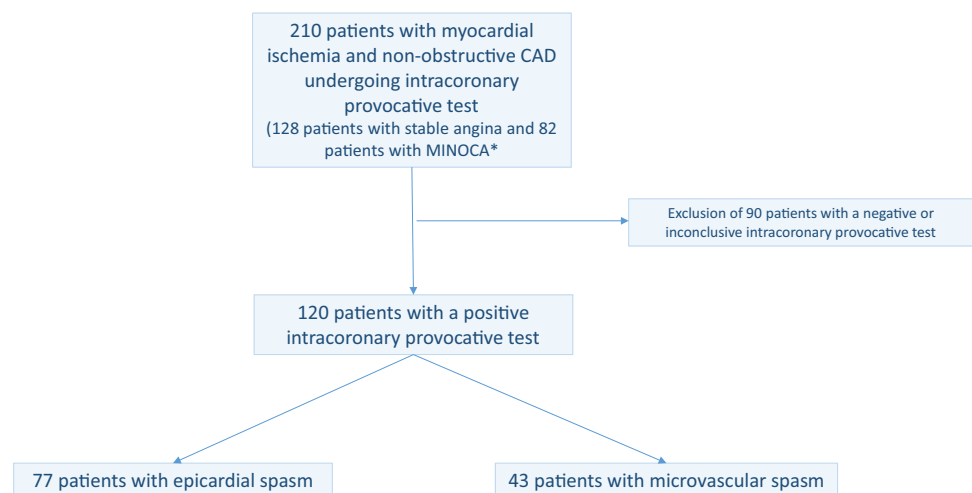 210 patients with myocardial
ischemia and non-obstructive CAD
undergoing intracoronary
provocative test
(128 patients with stable angina and 82
patients with MINOCA*
Exclusion of 90 patients with a negative or
inconclusive intracoronary provocative test
120 patients with a positive
intracoronary provocative test
77 patients with epicardial spasm
43 patients with microvascular spasm